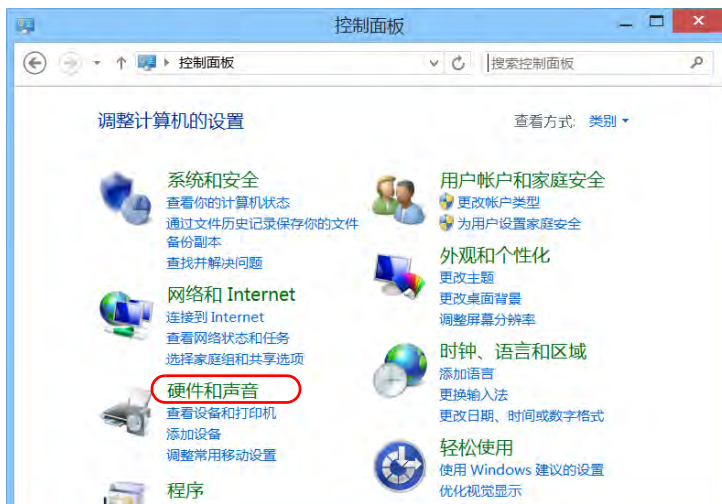 控制面板
控制面板
搜索控制面板
调整计算机的设置
查看方式: 类别
系统和安全
查看你的计算机状态
通过文件历史记录保存你的文件
备份副本
查找并解决问题
网络和 Internet
连接到 Internet
查看网络状态和任务
选择家庭组和共享选项
硬件和声音
查看设备和打印机
添加设备
调整常用移动设置
程序
用户帐户和家庭安全
更改帐户类型
为用户设置家庭安全
外观和个性化
更改主题
更改桌面背景
调整屏幕分辨率
时钟、语言和区域
添加语言
更换输入法
更改日期、时间或数字格式
轻松使用
使用 Windows 建议的设置
优化视觉显示